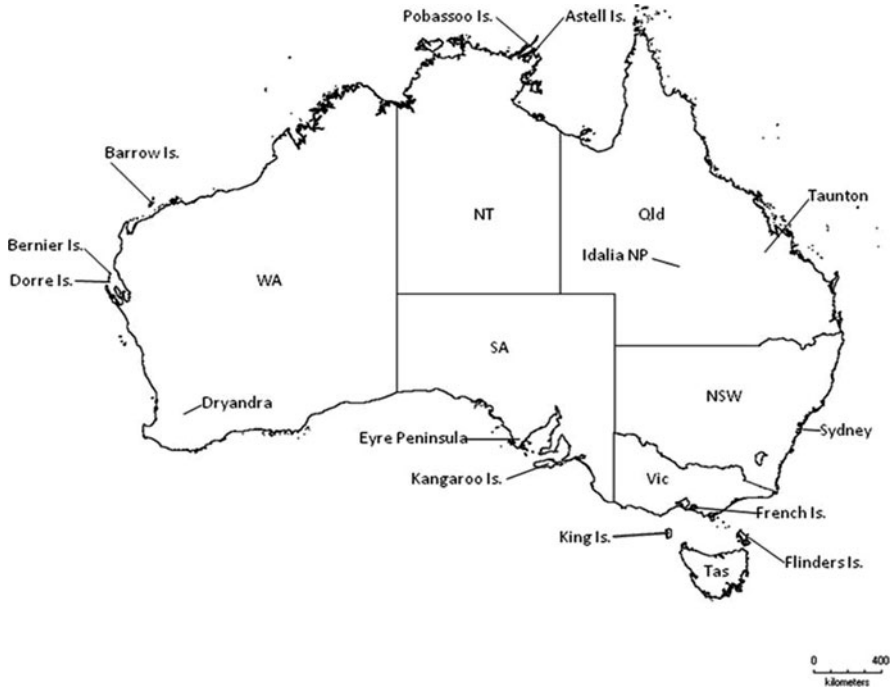 Pobassoo Is.
Astell Is.
Barrow Is.
Taunton
NT
Qld
Bernier Is.
Idalia NP
Dorre Is.
WA
SA
NSW
Dryandra
Sydney
Eyre Peninsula
Kangaroo Is.
Vic
French Is.
King Is.
Flinders Is.
Tas
0 400
kilometers